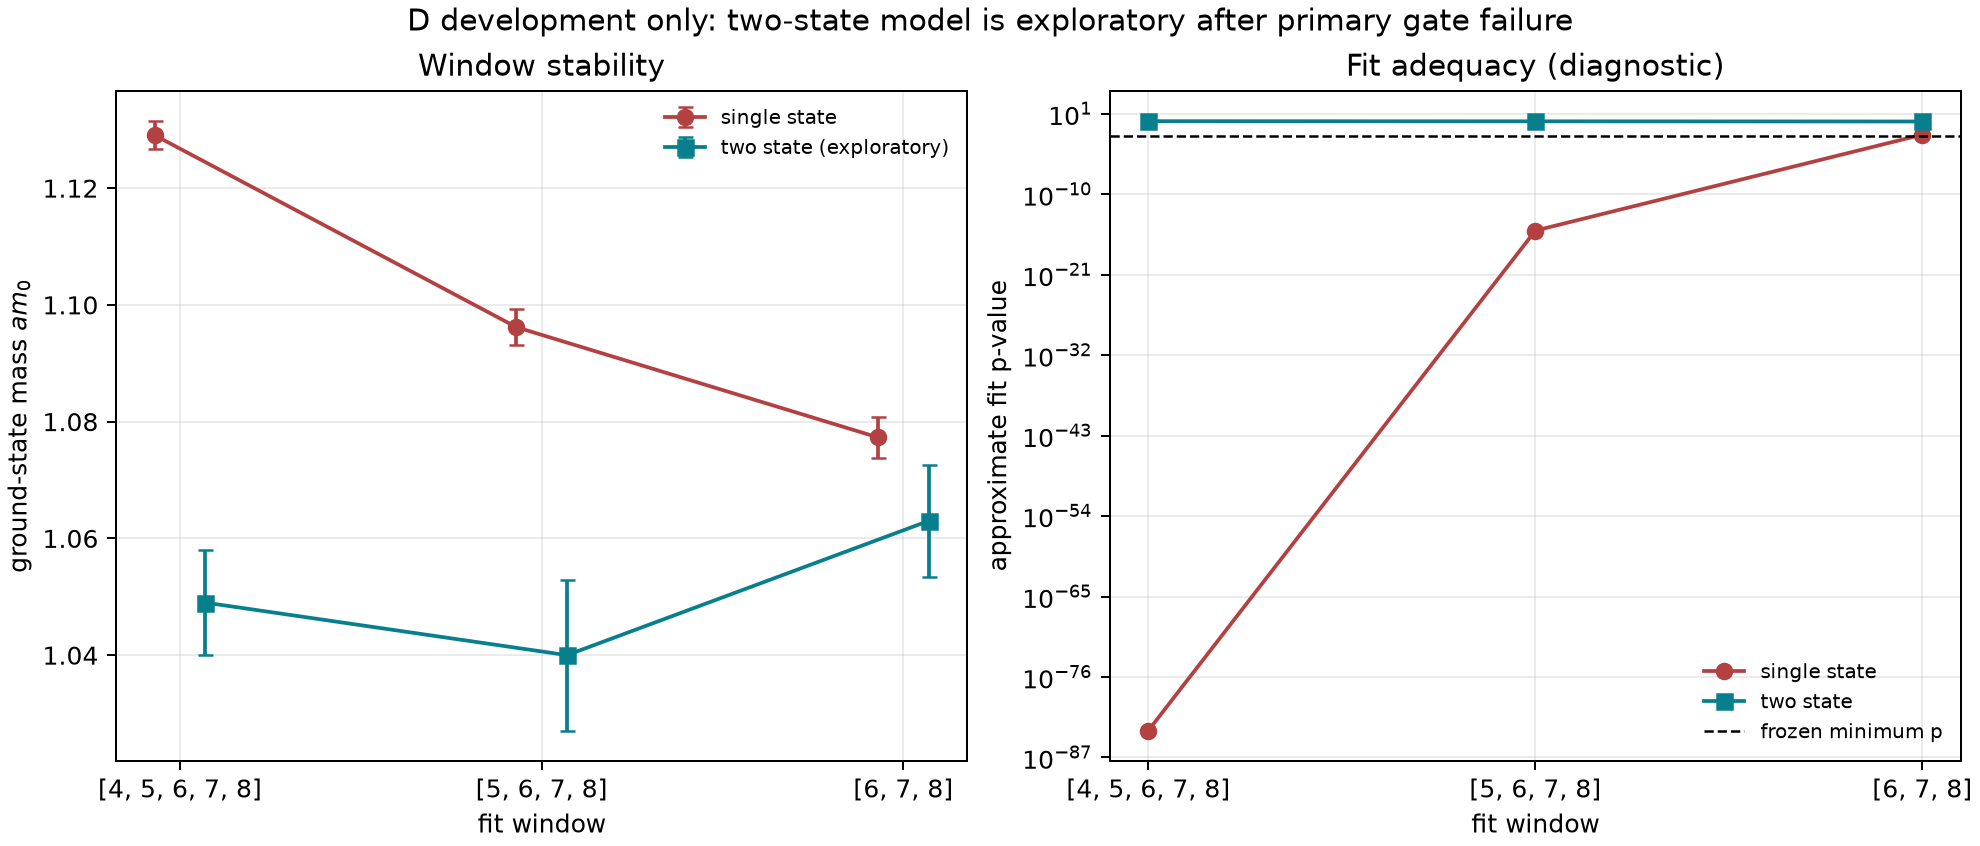 D development only: two-state model is exploratory after primary gate failure
Window stability
single state
two state (exploratory)
ground-state mass am₀
1.12
1.10
1.08
1.06
1.04
[4, 5, 6, 7, 8]
[5, 6, 7, 8]
[6, 7, 8]
fit window
Fit adequacy (diagnostic)
approximate fit p-value
10¹
10⁻¹⁰
10⁻²¹
10⁻³²
10⁻⁴³
10⁻⁵⁴
10⁻⁶⁵
10⁻⁷⁶
10⁻⁸⁷
single state
two state
frozen minimum p
[4, 5, 6, 7, 8]
[5, 6, 7, 8]
[6, 7, 8]
fit window